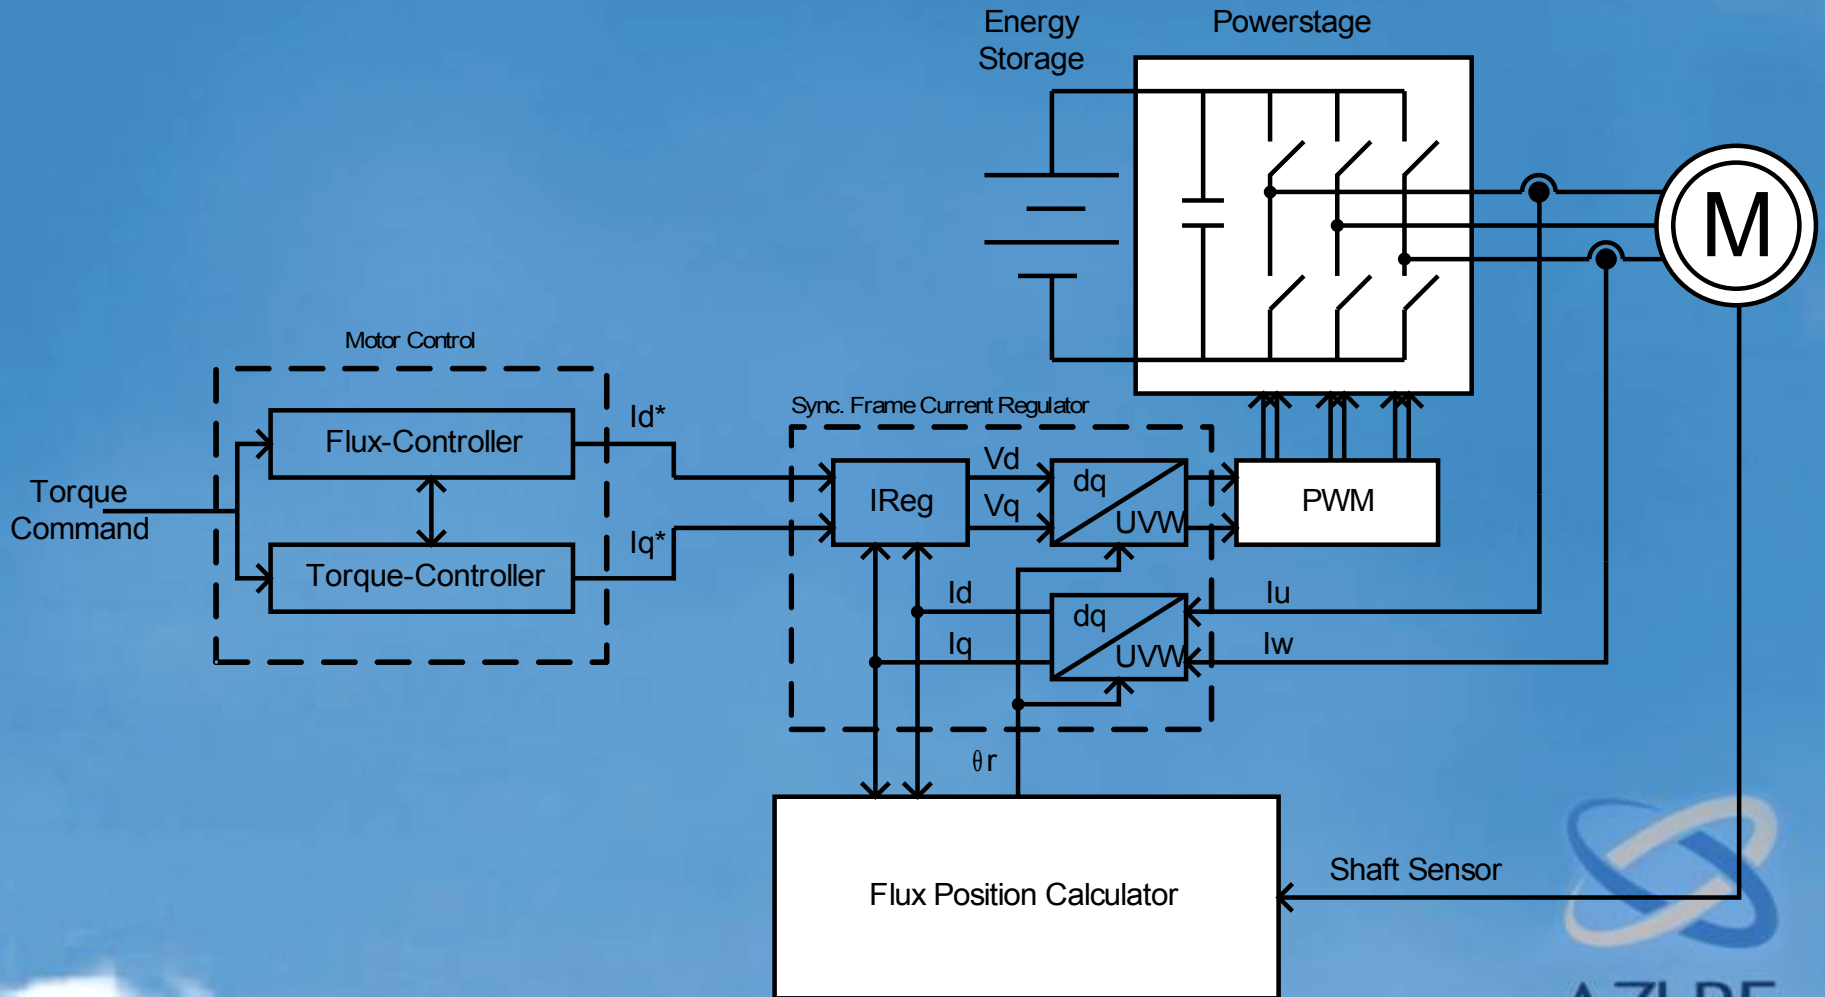 Energy
Storage
Powerstage
M
Motor Control
Flux-Controller
Torque-Controller
Torque
Command
Id*
Iq*
Sync. Frame Current Regulator
IReg
Vd
Vq
dq
UVW
PWM
Id
Iq
dq
UVW
Iu
Iw
θr
Flux Position Calculator
Shaft Sensor